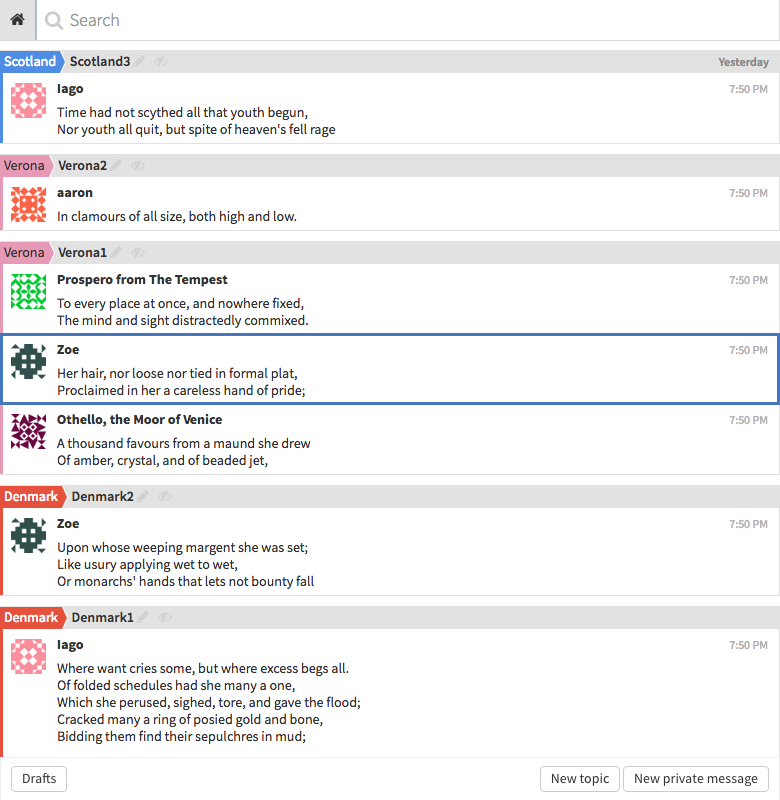 Search
Scotland Scotland3 Yesterday
Iago 7:50 PM
Time had not scythed all that youth begun,
Nor youth all quit, but spite of heaven's fell rage
Verona Verona2
aaron 7:50 PM
In clamours of all size, both high and low.
Verona Verona1
Prospero from The Tempest 7:50 PM
To every place at once, and nowhere fixed,
The mind and sight distractedly commixed.
Zoe 7:50 PM
Her hair, nor loose nor tied in formal plat,
Proclaimed in her a careless hand of pride;
Othello, the Moor of Venice 7:50 PM
A thousand favours from a maund she drew
Of amber, crystal, and of beaded jet,
Denmark Denmark2
Zoe 7:50 PM
Upon whose weeping margent she was set;
Like usury applying wet to wet,
Or monarchs' hands that lets not bounty fall
Denmark Denmark1
Iago 7:50 PM
Where want cries some, but where excess begs all.
Of folded schedules had she many a one,
Which she perused, sighed, tore, and gave the flood;
Cracked many a ring of posied gold and bone,
Bidding them find their sepulchres in mud;
Drafts New topic New private message